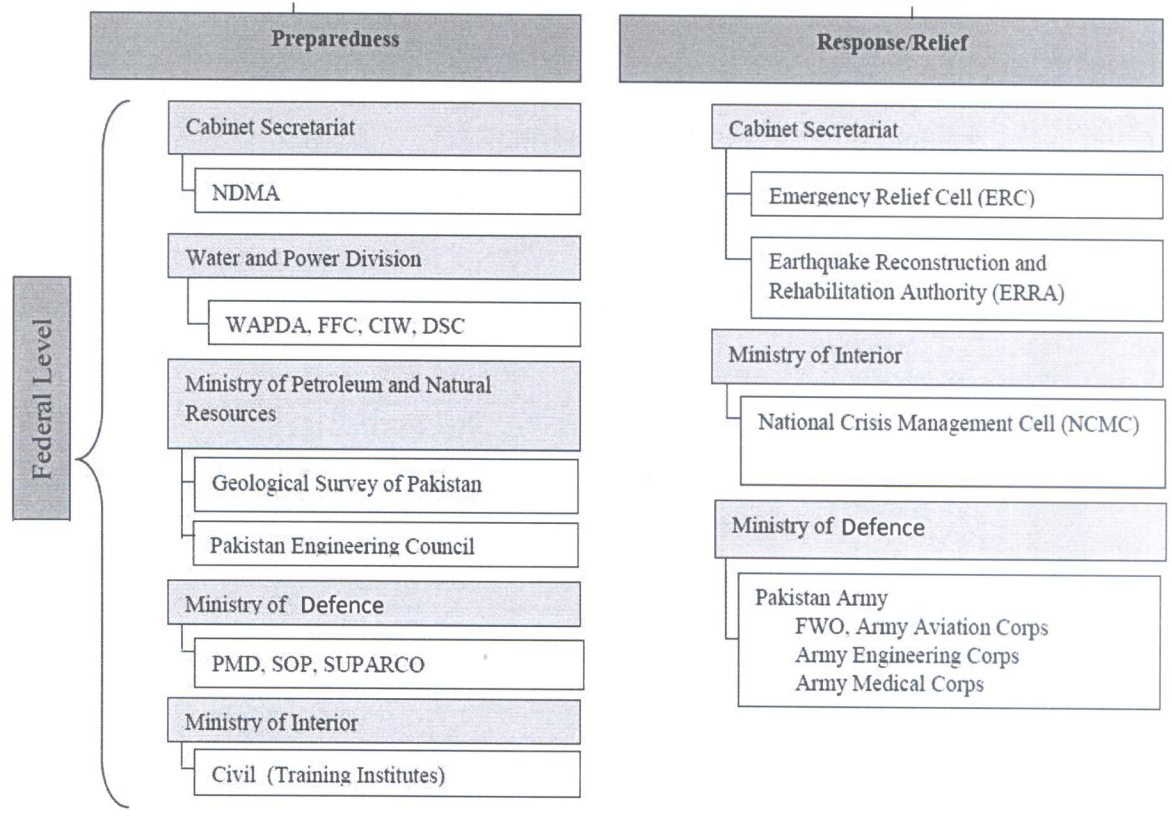 Preparedness
Response/Relief
Federal Level
Cabinet Secretariat
NDMA
Water and Power Division
WAPDA, FFC, CIW, DSC
Ministry of Petroleum and Natural
Resources
Geological Survey of Pakistan
Pakistan Engineering Council
Ministry of Defence
PMD, SOP, SUPARCO
Ministry of Interior
Civil (Training Institutes)
Cabinet Secretariat
Emergency Relief Cell (ERC)
Earthquake Reconstruction and
Rehabilitation Authority (ERRA)
Ministry of Interior
National Crisis Management Cell (NCMC)
Ministry of Defence
Pakistan Army
FWO, Army Aviation Corps
Army Engineering Corps
Army Medical Corps